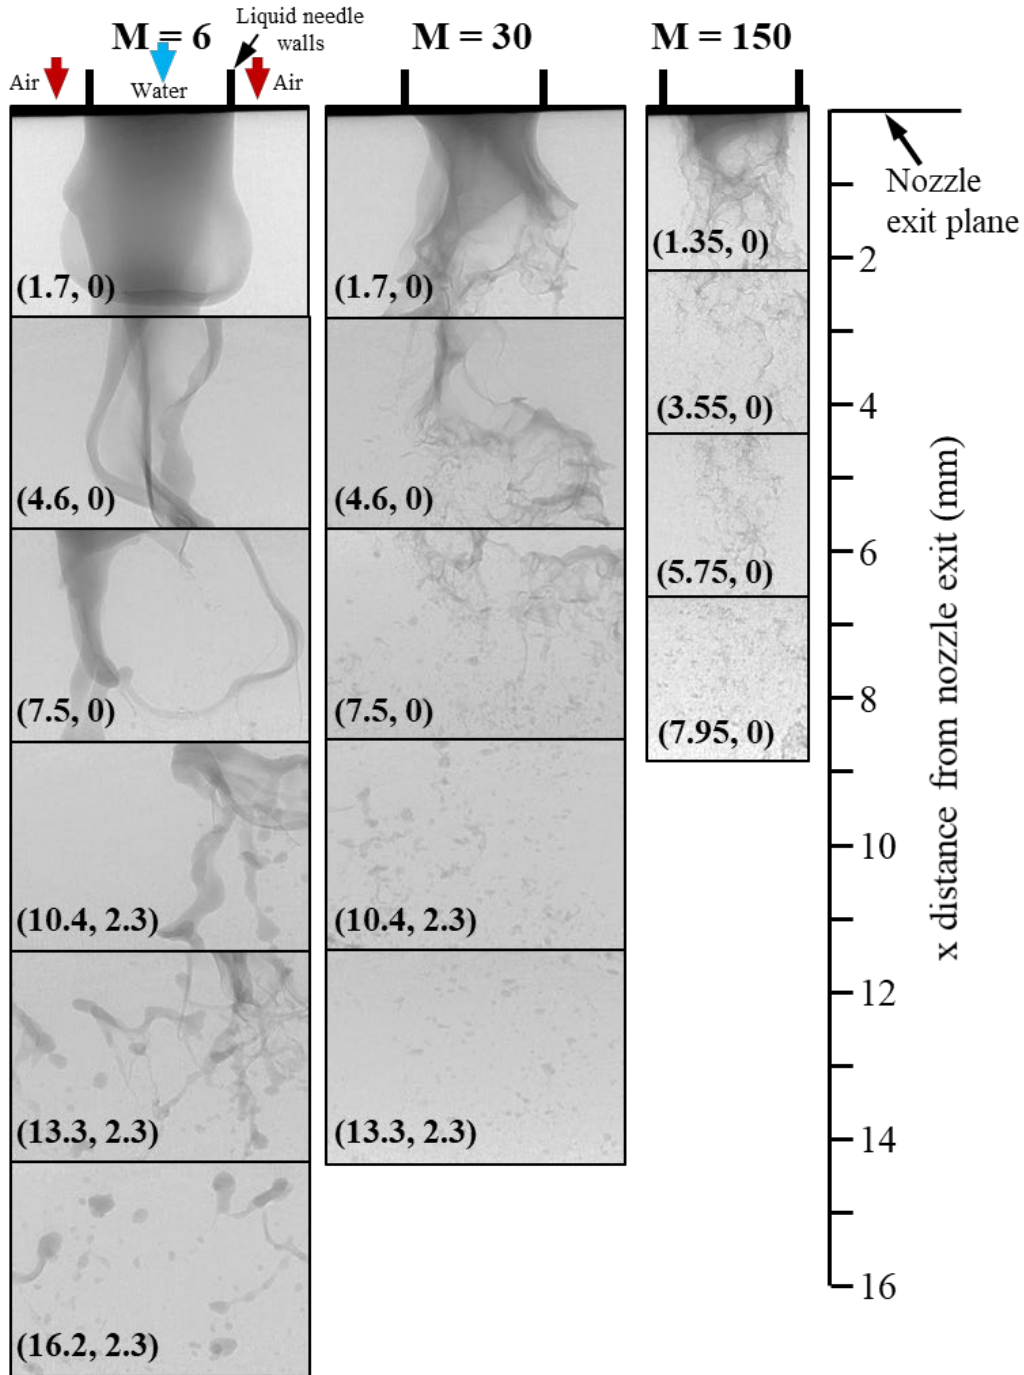 M = 6
Liquid needle
walls
M = 30
M = 150
Air
Water
Air
Nozzle
exit plane
(1.7, 0)
(4.6, 0)
(7.5, 0)
(10.4, 2.3)
(13.3, 2.3)
(16.2, 2.3)
(1.7, 0)
(4.6, 0)
(7.5, 0)
(10.4, 2.3)
(13.3, 2.3)
(1.35, 0)
(3.55, 0)
(5.75, 0)
(7.95, 0)
2
4
6
8
10
12
14
16
x distance from nozzle exit (mm)